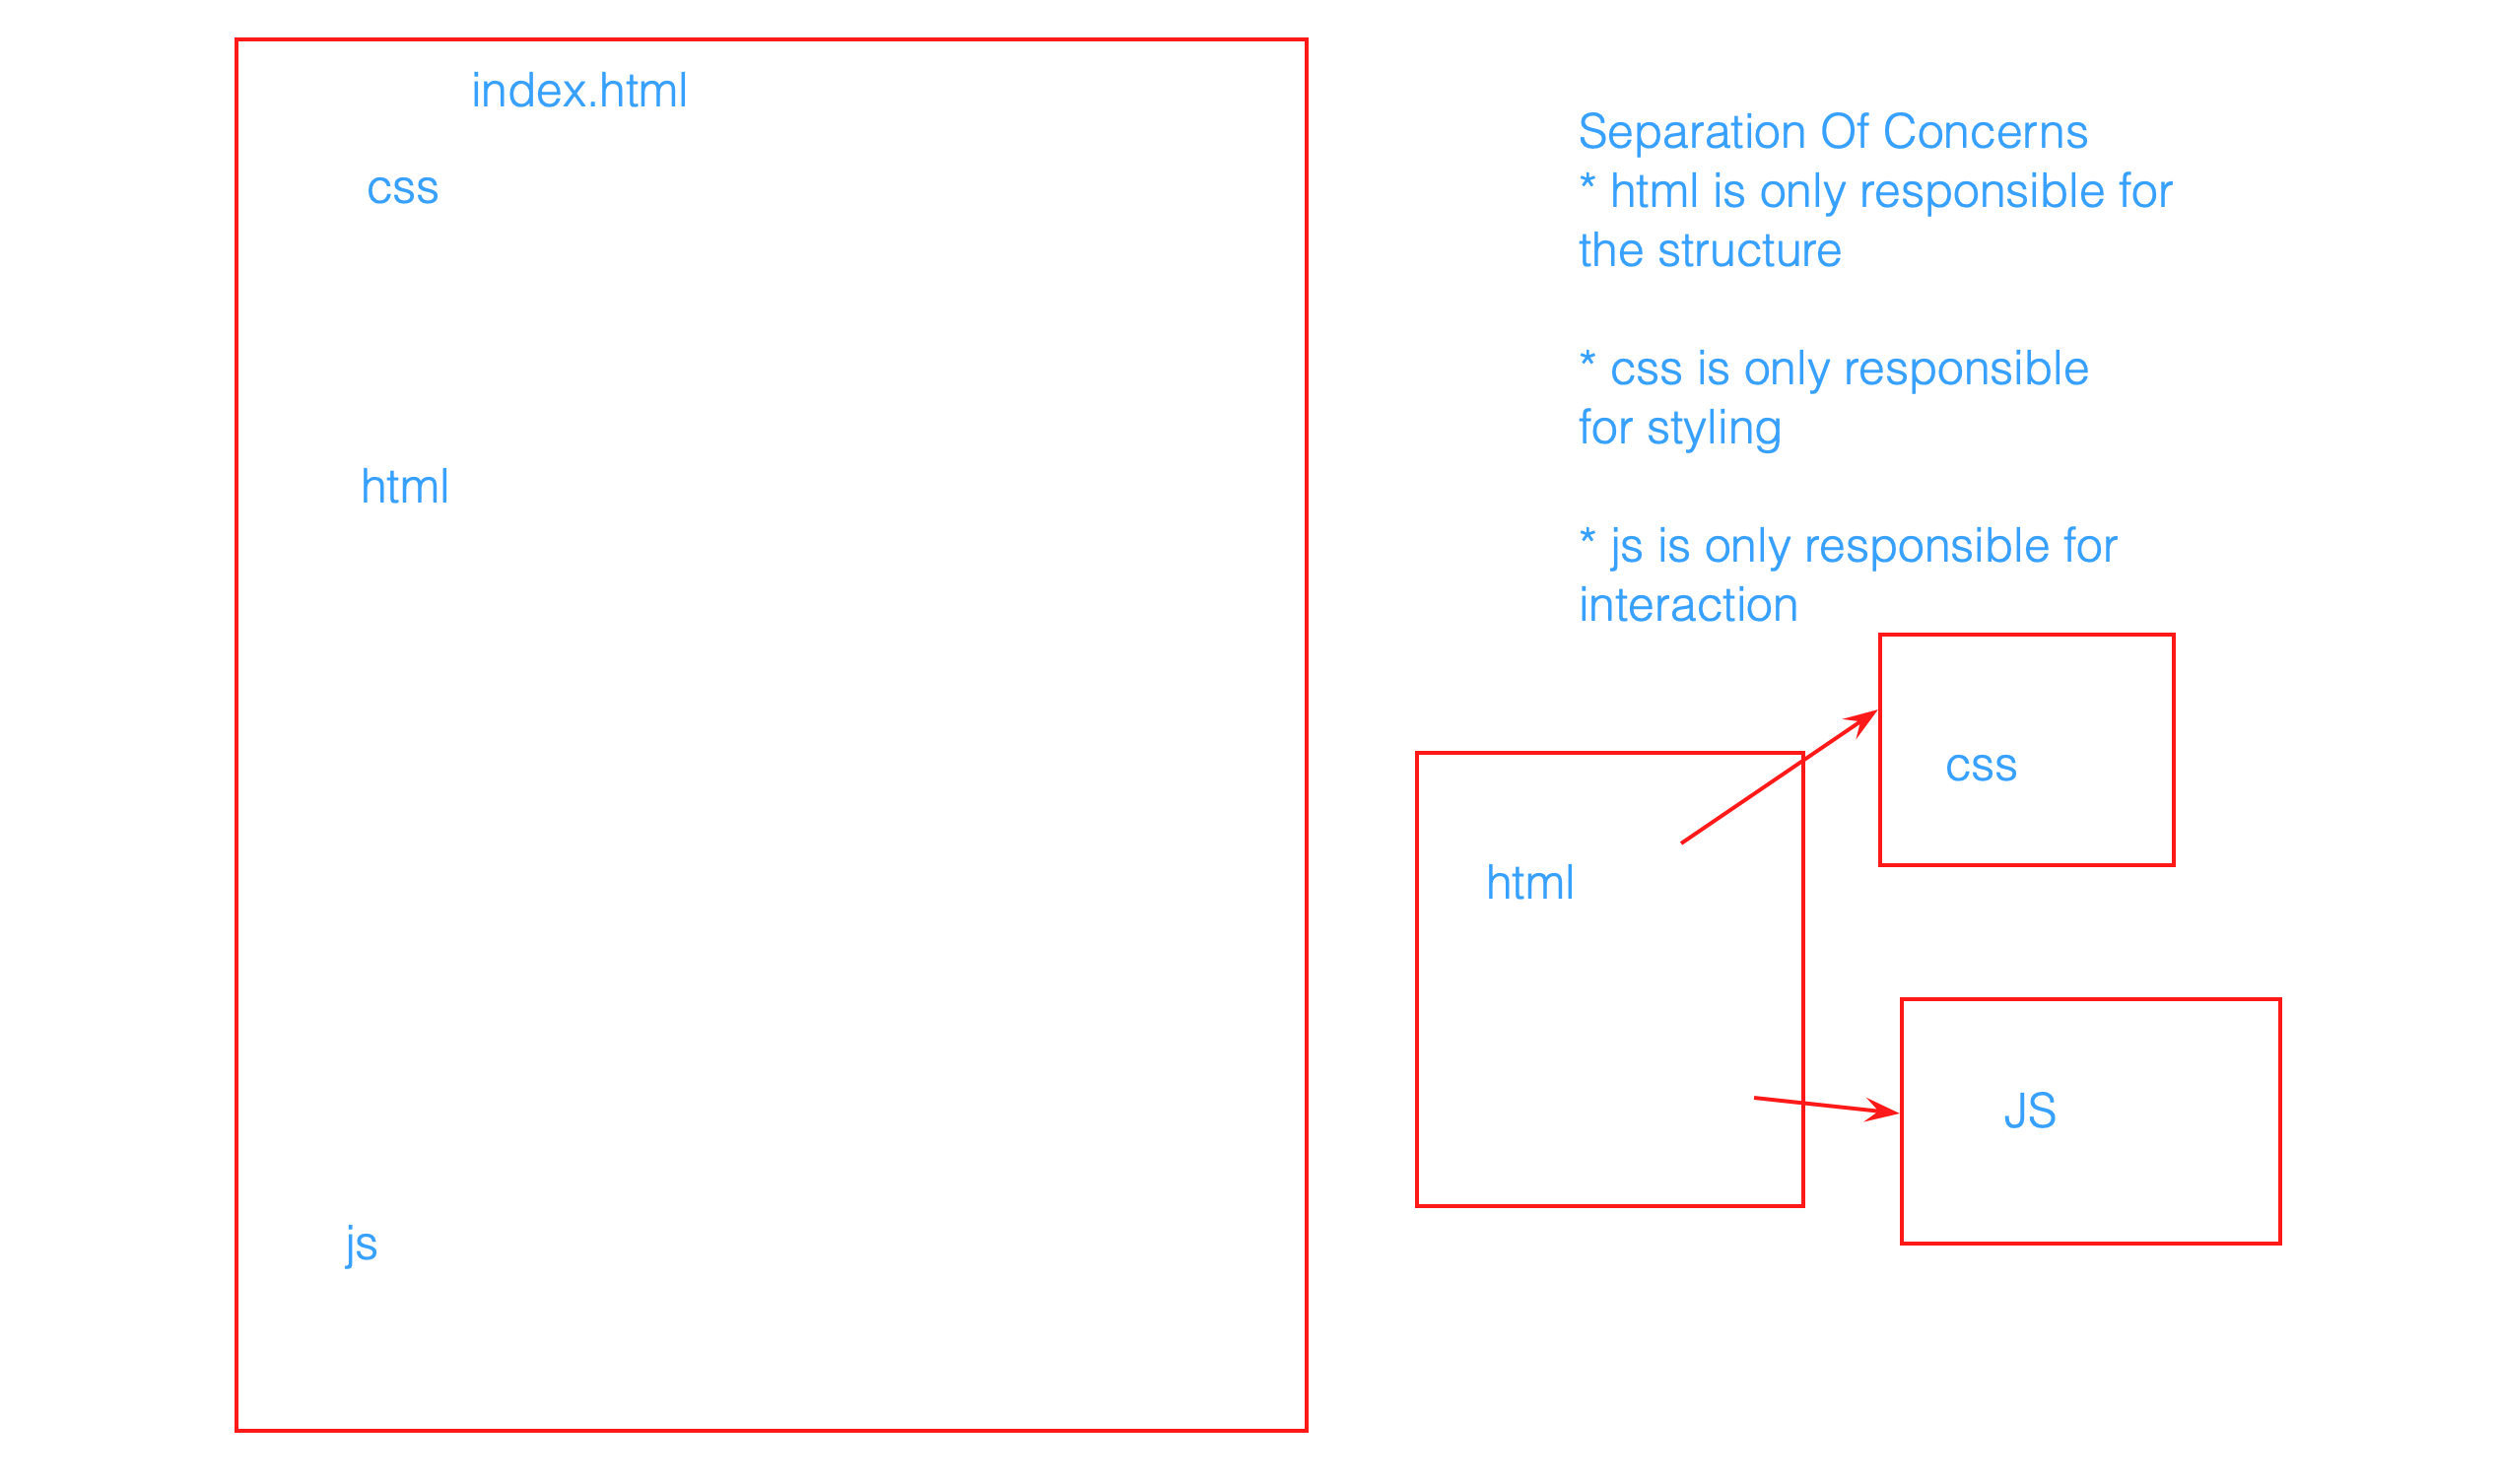 index.html
css
html
js
Separation Of Concerns
* html is only responsible for
the structure
* css is only responsible
for styling
* js is only responsible for
interaction
css
html
JS